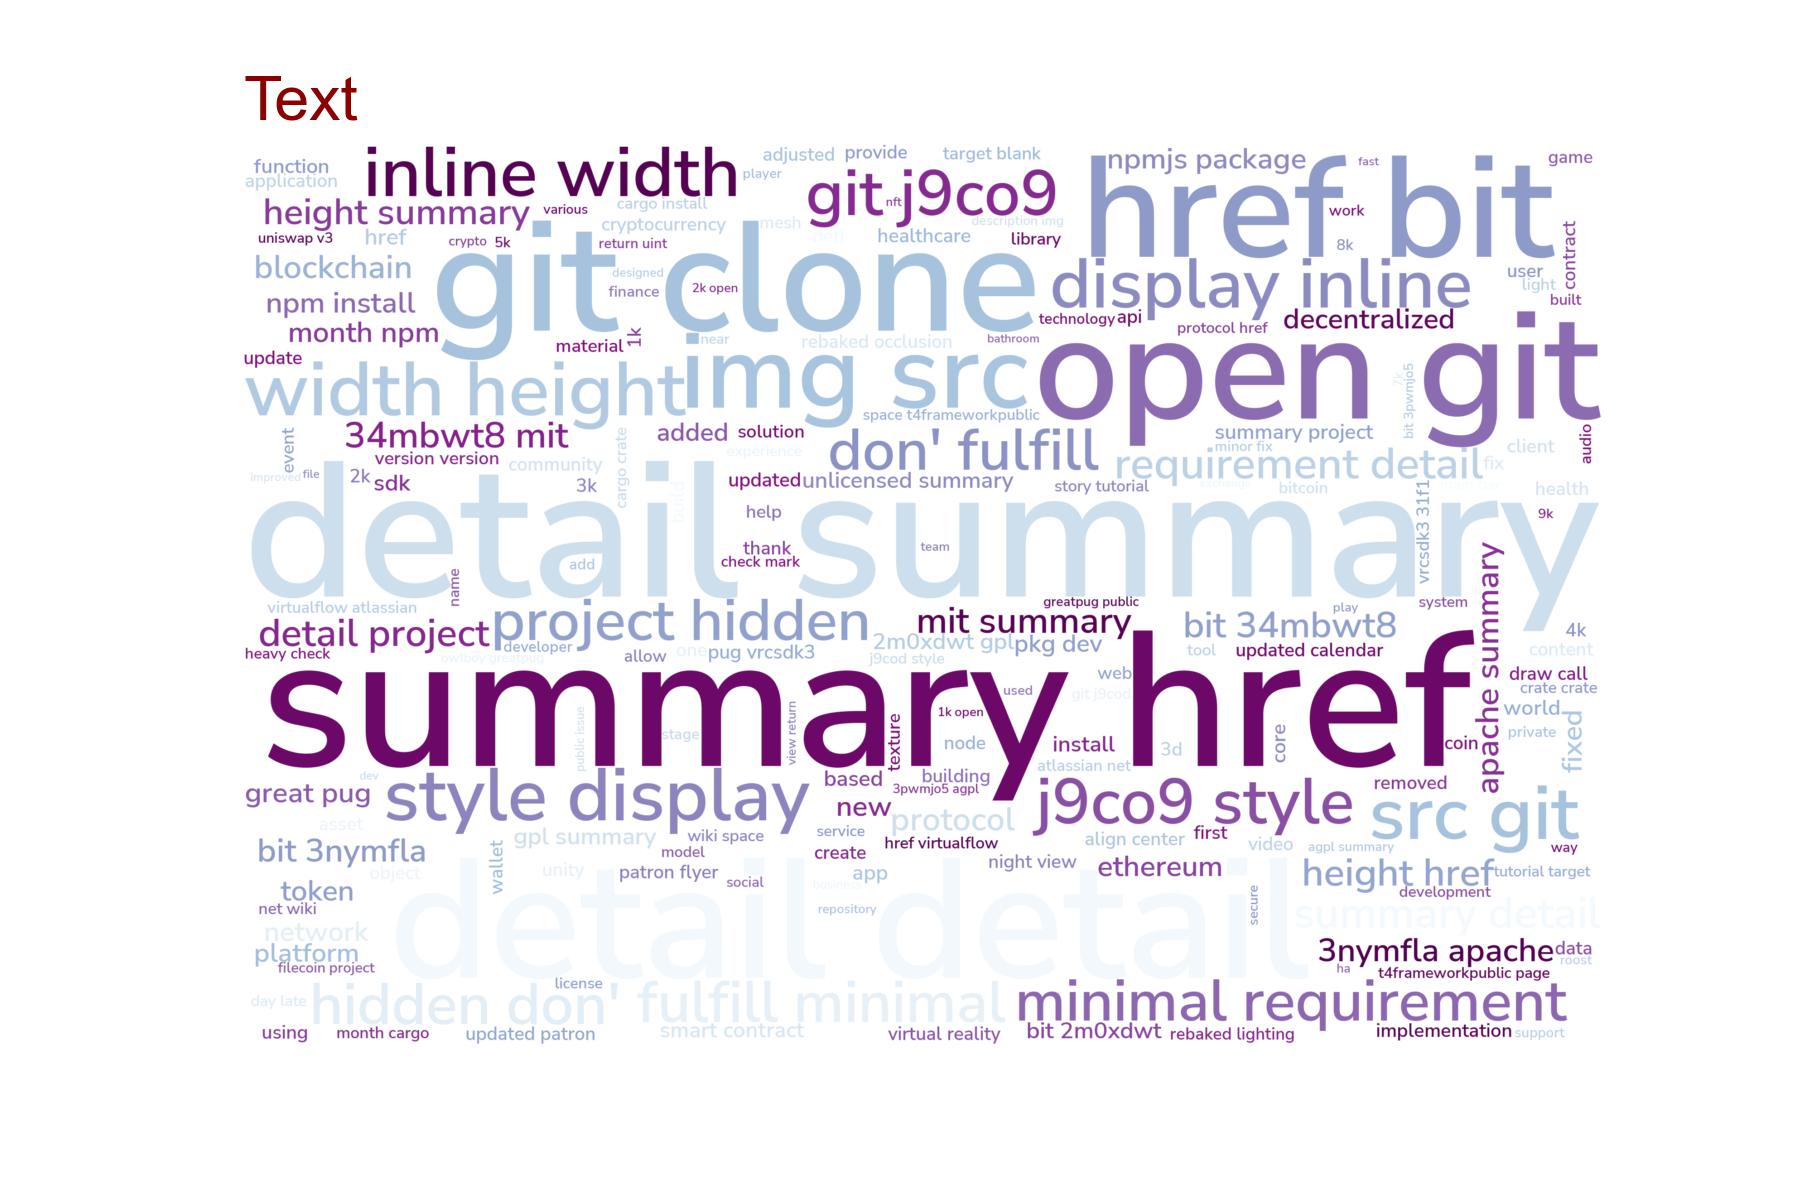 Text
function
inline width
adjusted
provide
target blank
npmjs package
fast
game
application
player
git j9co9
nft
href bit
height summary
various
cargo install
cryptocurrency
mesh
description img
work
uniswap v3
href
crypto
5k
return uint
healthcare
library
8k
contract
blockchain
git clone
designed
finance
2k open
display inline
user
light
built
npm install
month npm
material
1k
near
rebaked occlusion
bathroom
technology
api
protocol href
decentralized
update
width height
img src
open git
7k
bit 3pwmjo5
space t4frameworkpublic
34mbwt8 mit
added
solution
don' fulfill
summary project
minor fix
client
audio
event
version version
community
cargo crate
experience
requirement detail
fix
improved
file
2k
sdk
3k
build
updated
unlicensed summary
story tutorial
exchange
bitcoin
vrcsdk3 31f1
health
detail summary
help
9k
thank
check mark
team
add
name
virtualflow atlassian
project hidden
greatpug public
mit summary
bit 34mbwt8
play
system
apache summary
4k
detail project
developer
2m0xdwt gpl
pkg dev
tool
updated calendar
content
heavy check
owlboy greatpug
allow
one
pug vrcsdk3
j9cod style
summary href
web
draw call
used
git j9cod
crate crate
1k open
world
public issue
stage
view return
texture
node
install
3d
core
coin
private
fixed
dev
great pug
style display
based
building
atlassian net
3pwmjo5 agpl
j9co9 style
removed
new
src git
asset
gpl summary
wiki space
service
protocol
align center
first
bit 3nymfla
wallet
model
create
href virtualflow
video
agpl summary
way
object
unity
patron flyer
social
app
business
night view
ethereum
height href
tutorial target
token
development
net wiki
detail detail
repository
secure
summary detail
network
platform
filecoin project
3nymfla apache
data
roost
ha
t4frameworkpublic page
license
day late
hidden don' fulfill minimal
minimal requirement
using
month cargo
updated patron
smart contract
virtual reality
bit 2m0xdwt
rebaked lighting
implementation
support